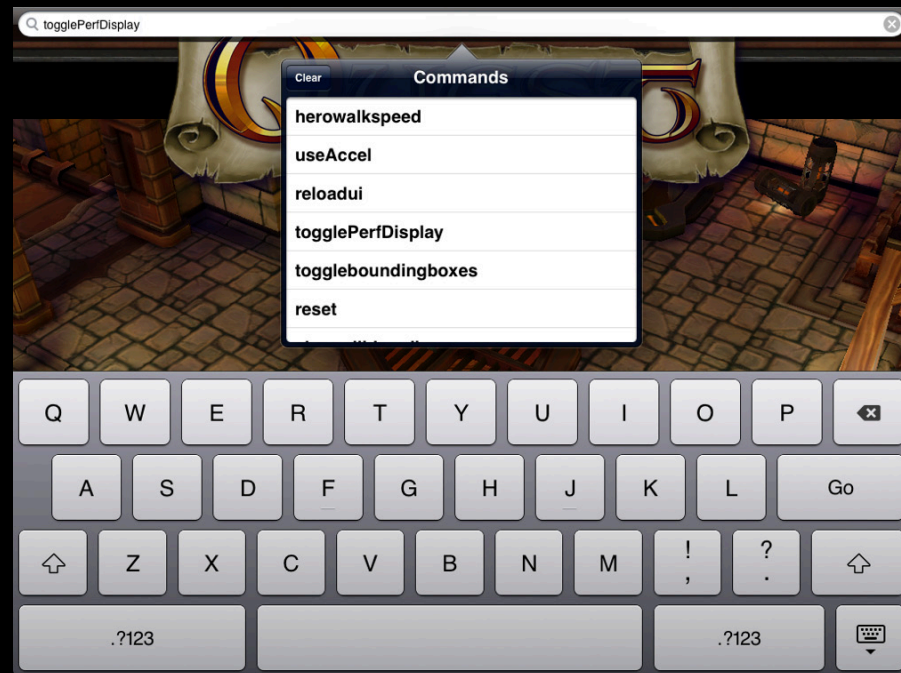 togglePerfDisplay
Clear
Commands
herowalkspeed
useAccel
reloadui
togglePerfDisplay
toggleboundingboxes
reset
Q W E R T Y U I O P
A S D F G H J K L Go
Z X C V B N M ! , ? .
.?123 .?123